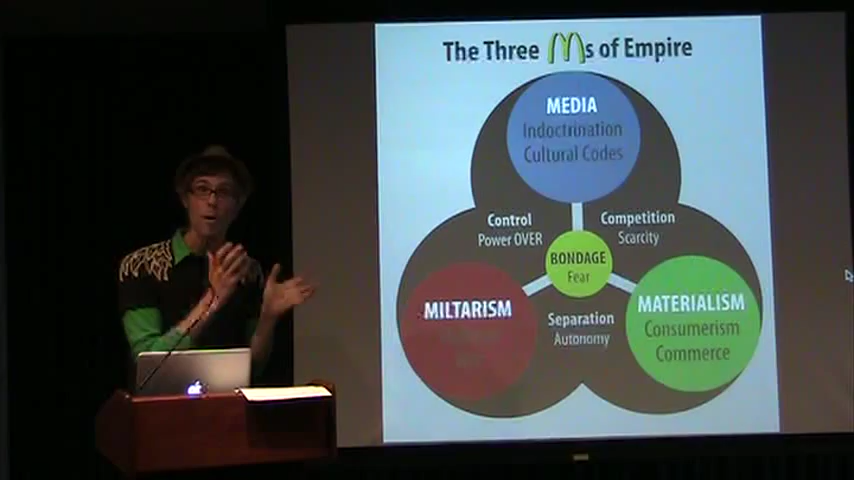 The Three Ms of Empire
MEDIA
Indoctrination
Cultural Codes
Control
Power OVER
Competition
Scarcity
BONDAGE
Fear
MILTARISM
MATERIALISM
Consumerism
Commerce
Separation
Autonomy